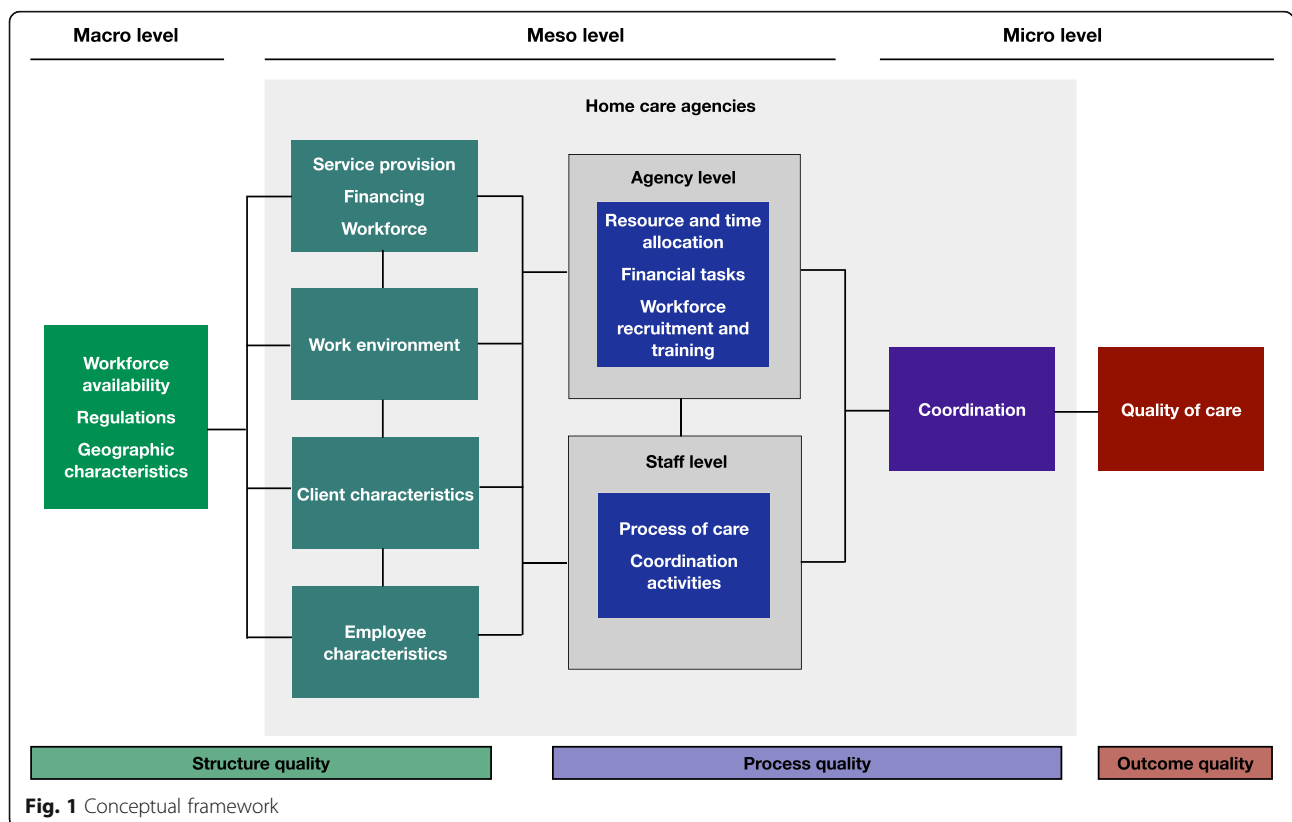 Macro level
Meso level
Micro level
Home care agencies
Workforce
availability
Regulations
Geographic
characteristics
Service provision
Financing
Workforce
Work environment
Client characteristics
Employee
characteristics
Agency level
Resource and time
allocation
Financial tasks
Workforce
recruitment and
training
Staff level
Process of care
Coordination
activities
Coordination
Quality of care
Structure quality
Process quality
Outcome quality
Fig. 1 Conceptual framework